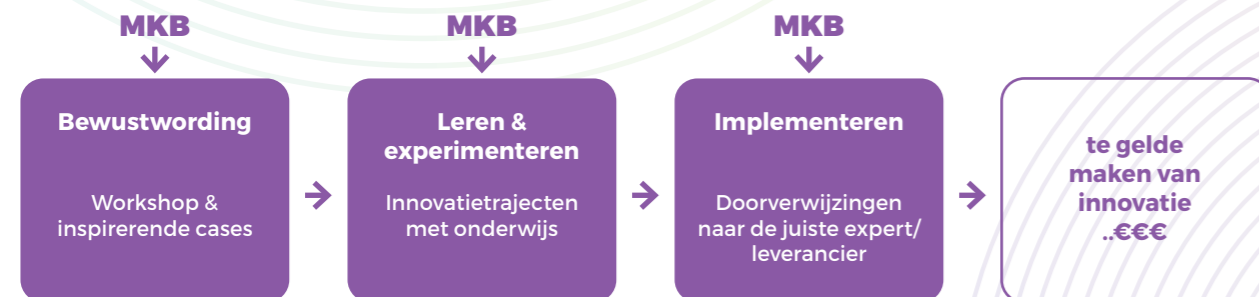 MKB
Bewustwording
Workshop &
inspirerende cases
MKB
Leren &
experimenteren
Innovatietrajecten
met onderwijs
MKB
Implementeren
Doorverwijzingen
naar de juiste expert/
leverancier
te gelde
maken van
innovatie
..€€€